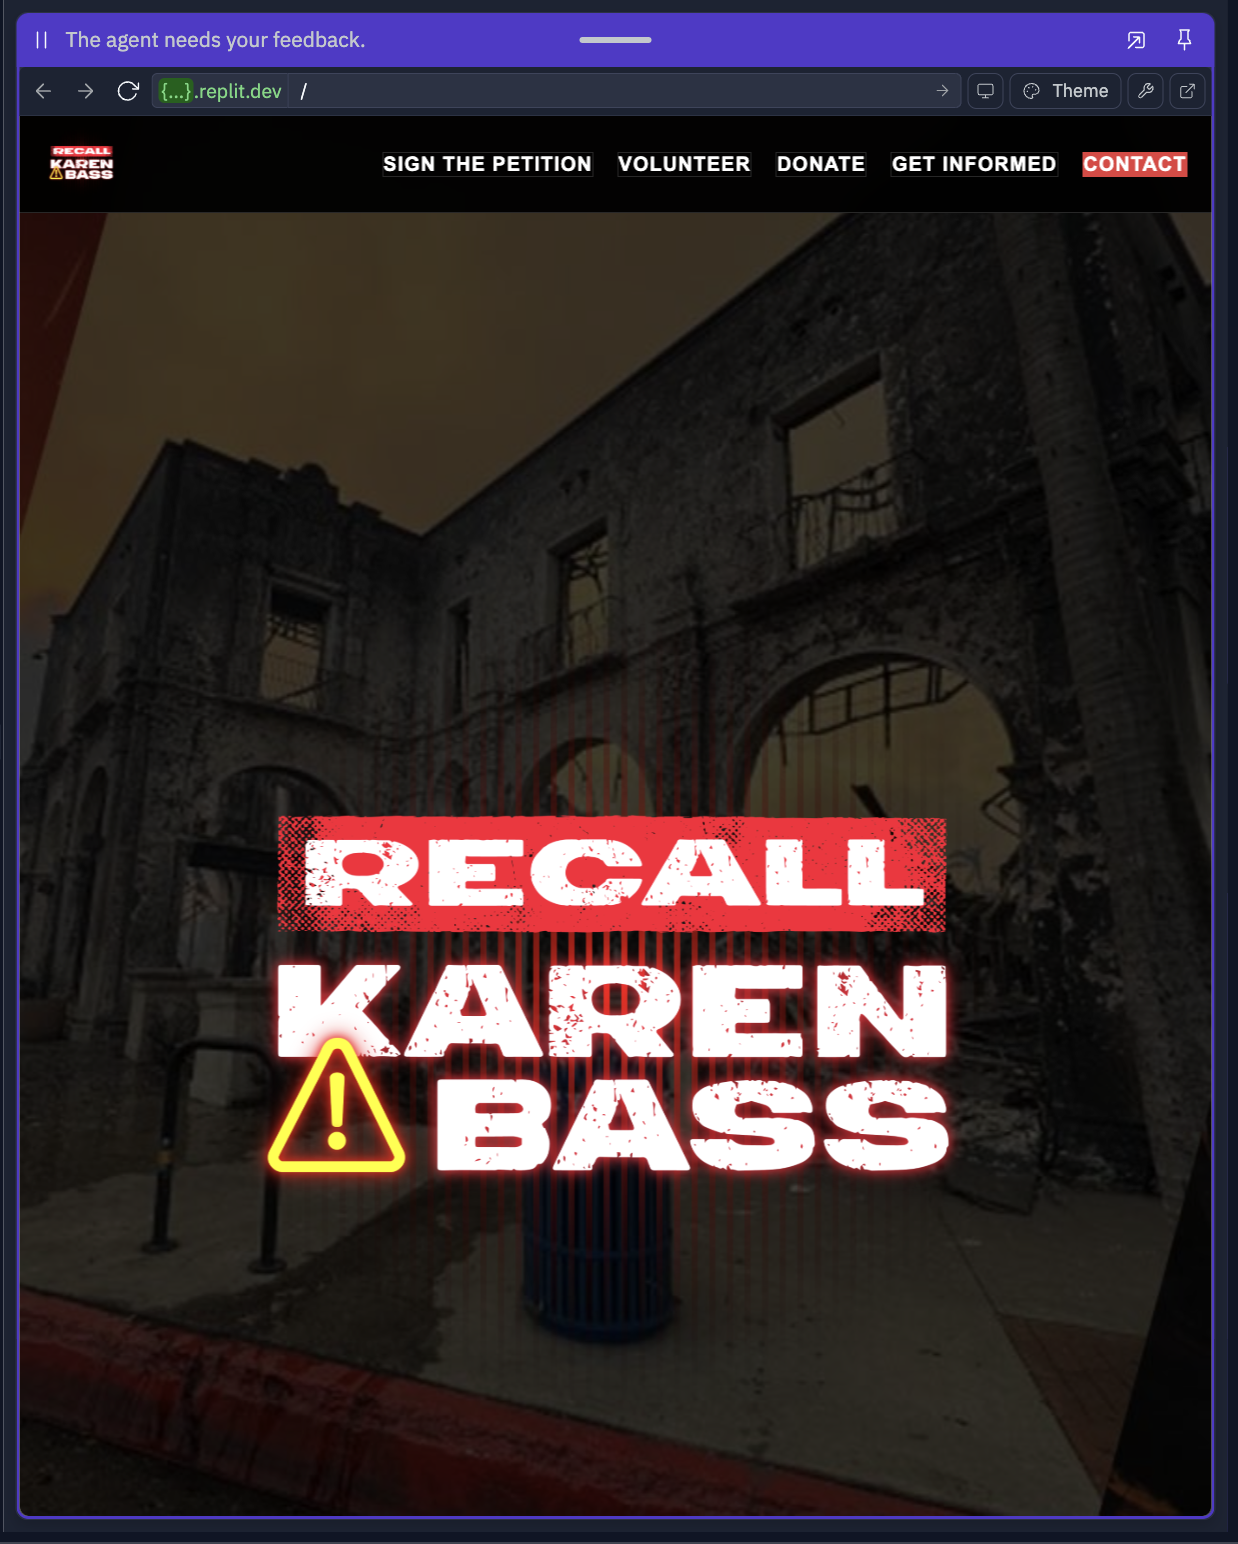 The agent needs your feedback.
{...}.replit.dev /
Theme
RECALL
KAREN
BASS
SIGN THE PETITION VOLUNTEER DONATE GET INFORMED CONTACT
RECALL
KAREN
BASS